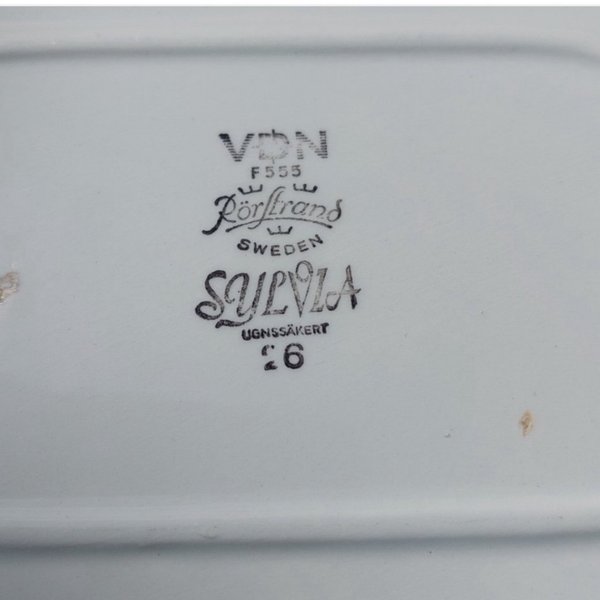 VDN
F555
Rörstrand
SWEDEN
SYLVIA
UGNSSÄKERT
26